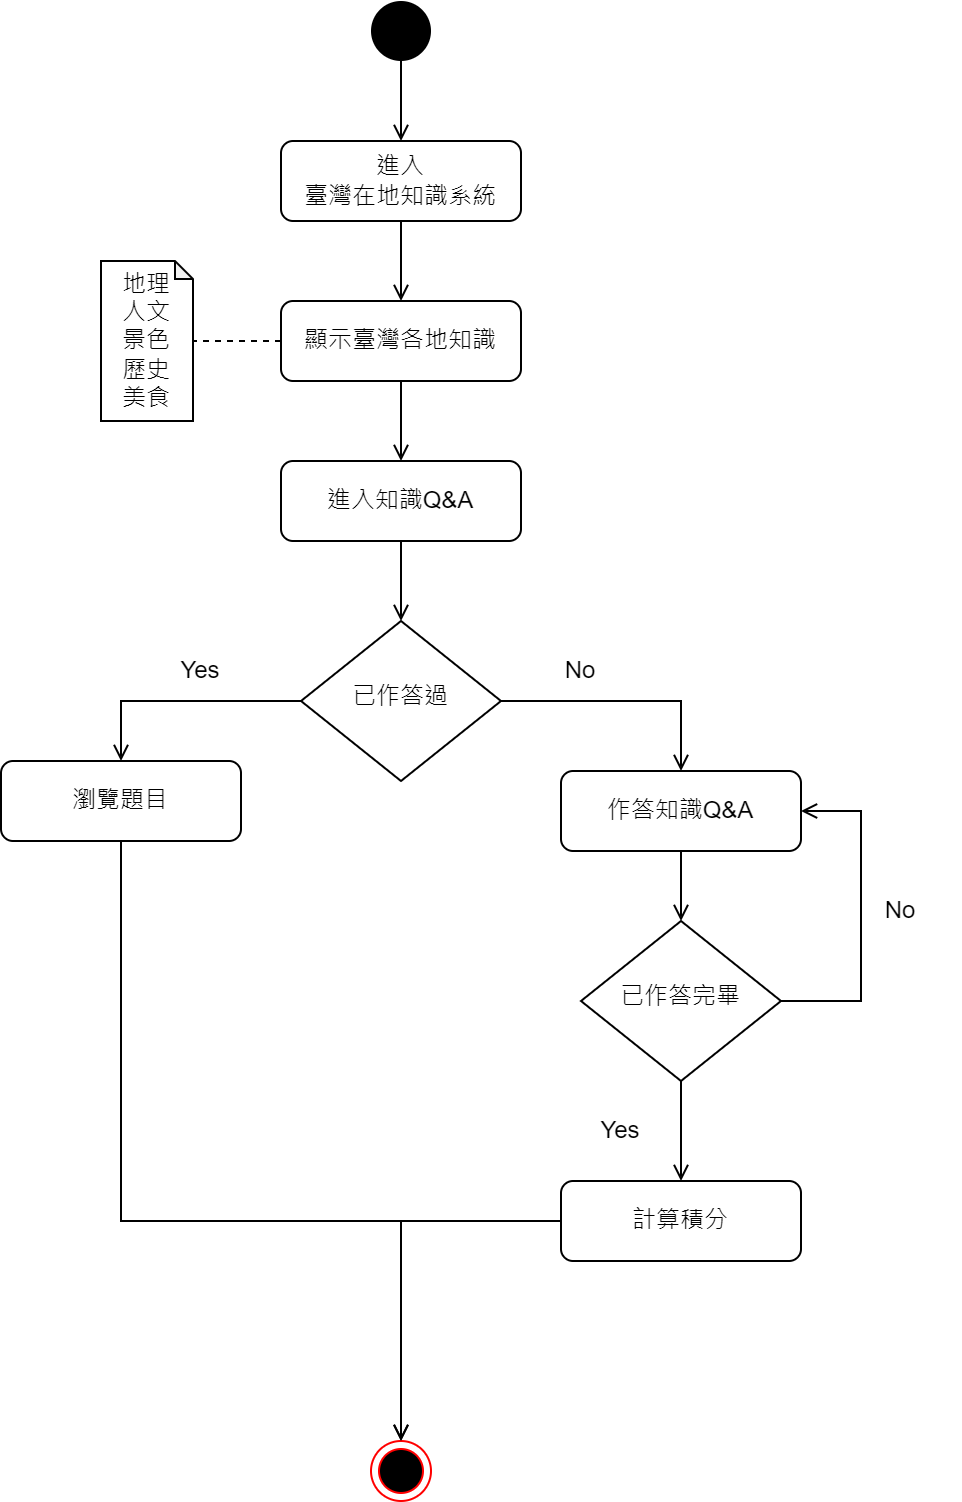 進入
臺灣在地知識系統
地理
人文
景色
歷史
美食
顯示臺灣各地知識
進入知識Q&A
已作答過
Yes
No
瀏覽題目
作答知識Q&A
No
已作答完畢
Yes
計算積分